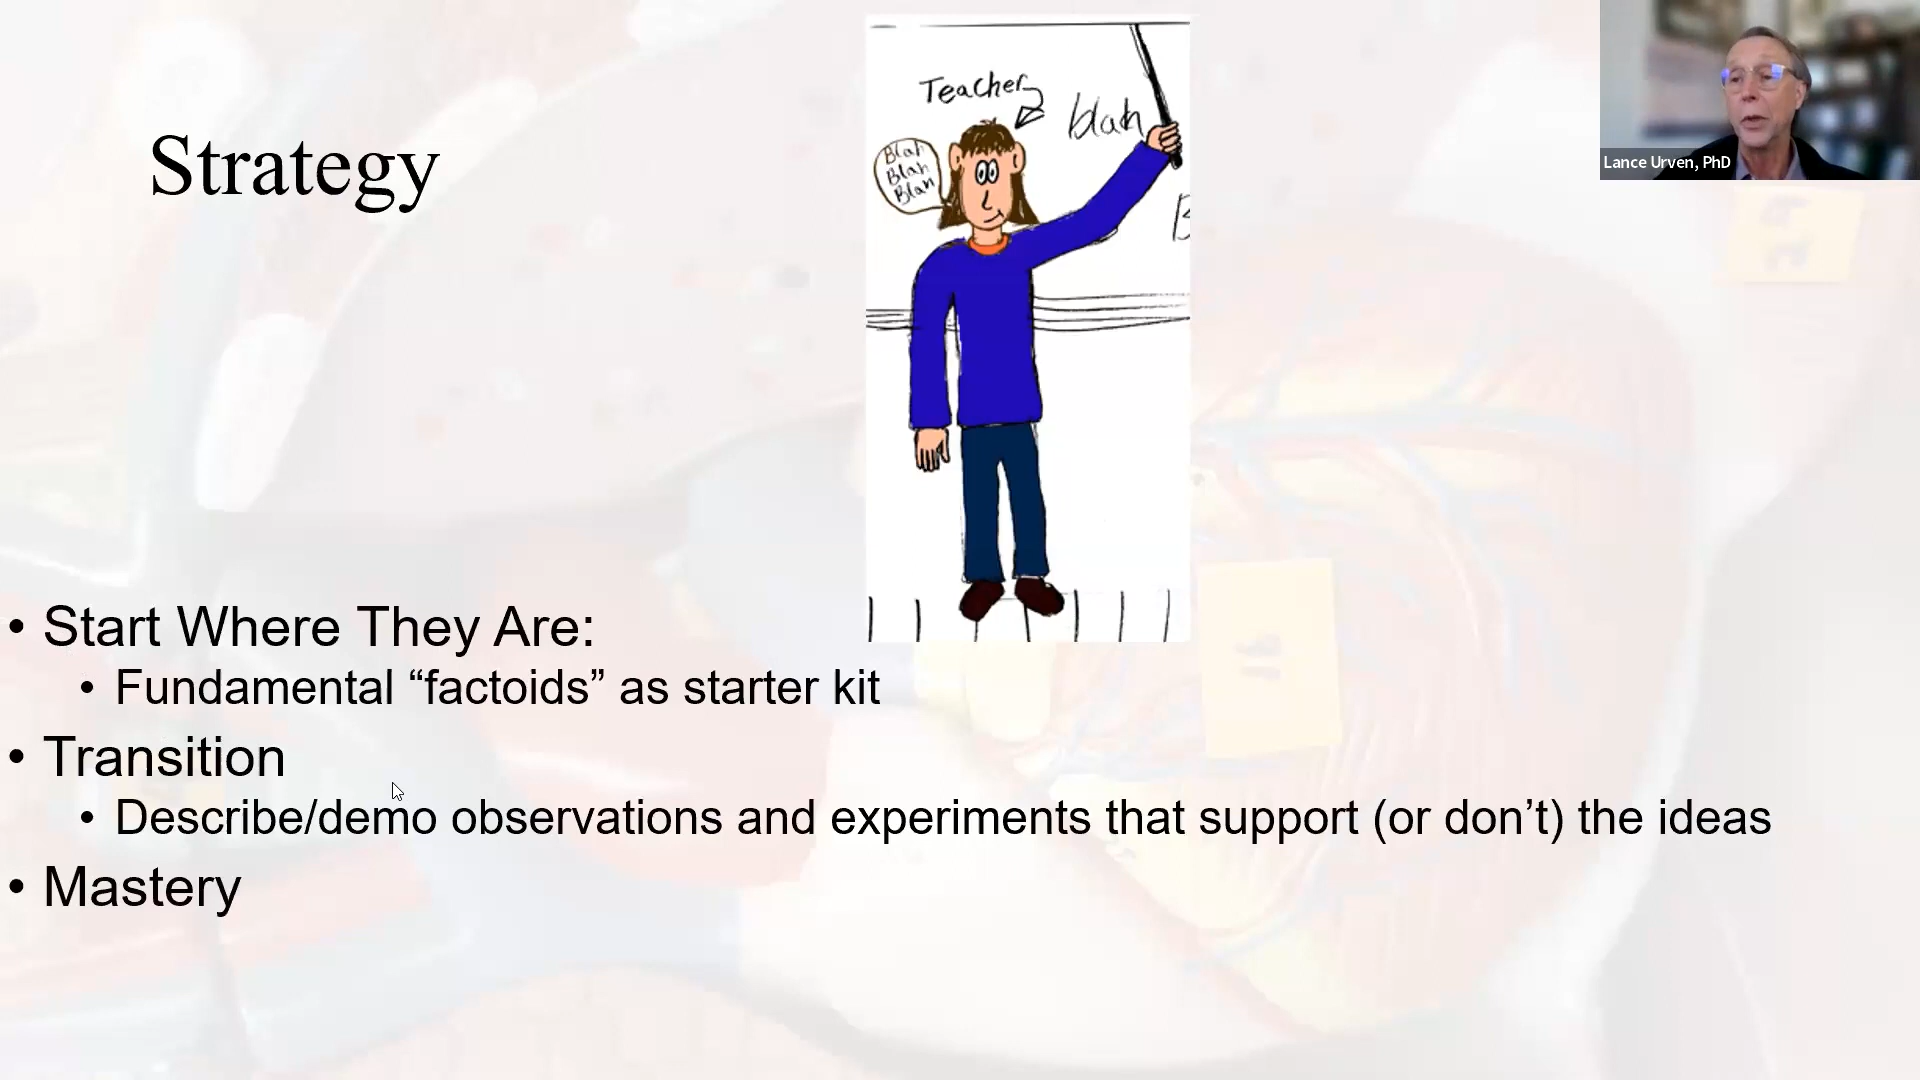 Strategy
Teacher
blah
Blah
Blah
Blah
B
Lance Urven, PhD
• Start Where They Are:
• Fundamental “factoids” as starter kit
• Transition
• Describe/demo observations and experiments that support (or don’t) the ideas
• Mastery